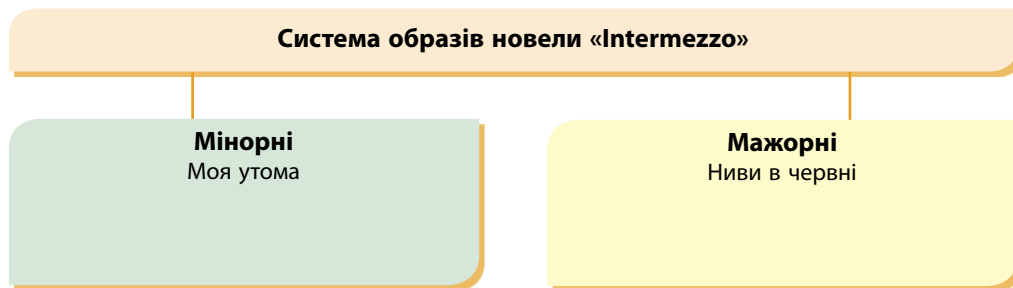 Система образів новели «Intermezzo»
Мінорні
Моя утома
Мажорні
Ниви в червні